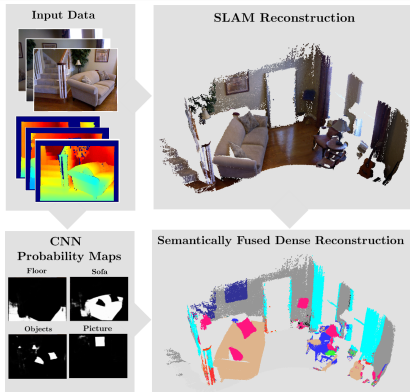 Input Data
SLAM Reconstruction
CNN
Probability Maps
Floor
Sofa
Objects
Picture
Semantically Fused Dense Reconstruction